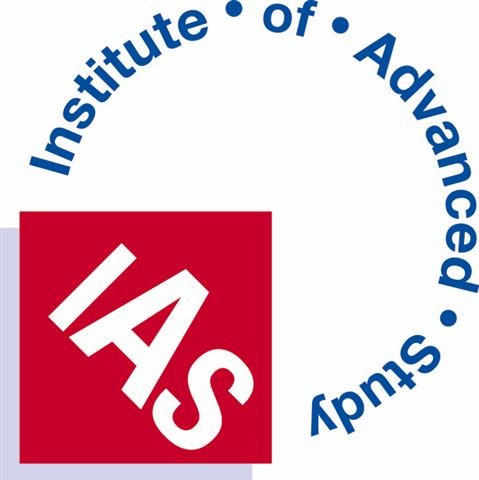 Institute • of • Advanced • Study
IAS